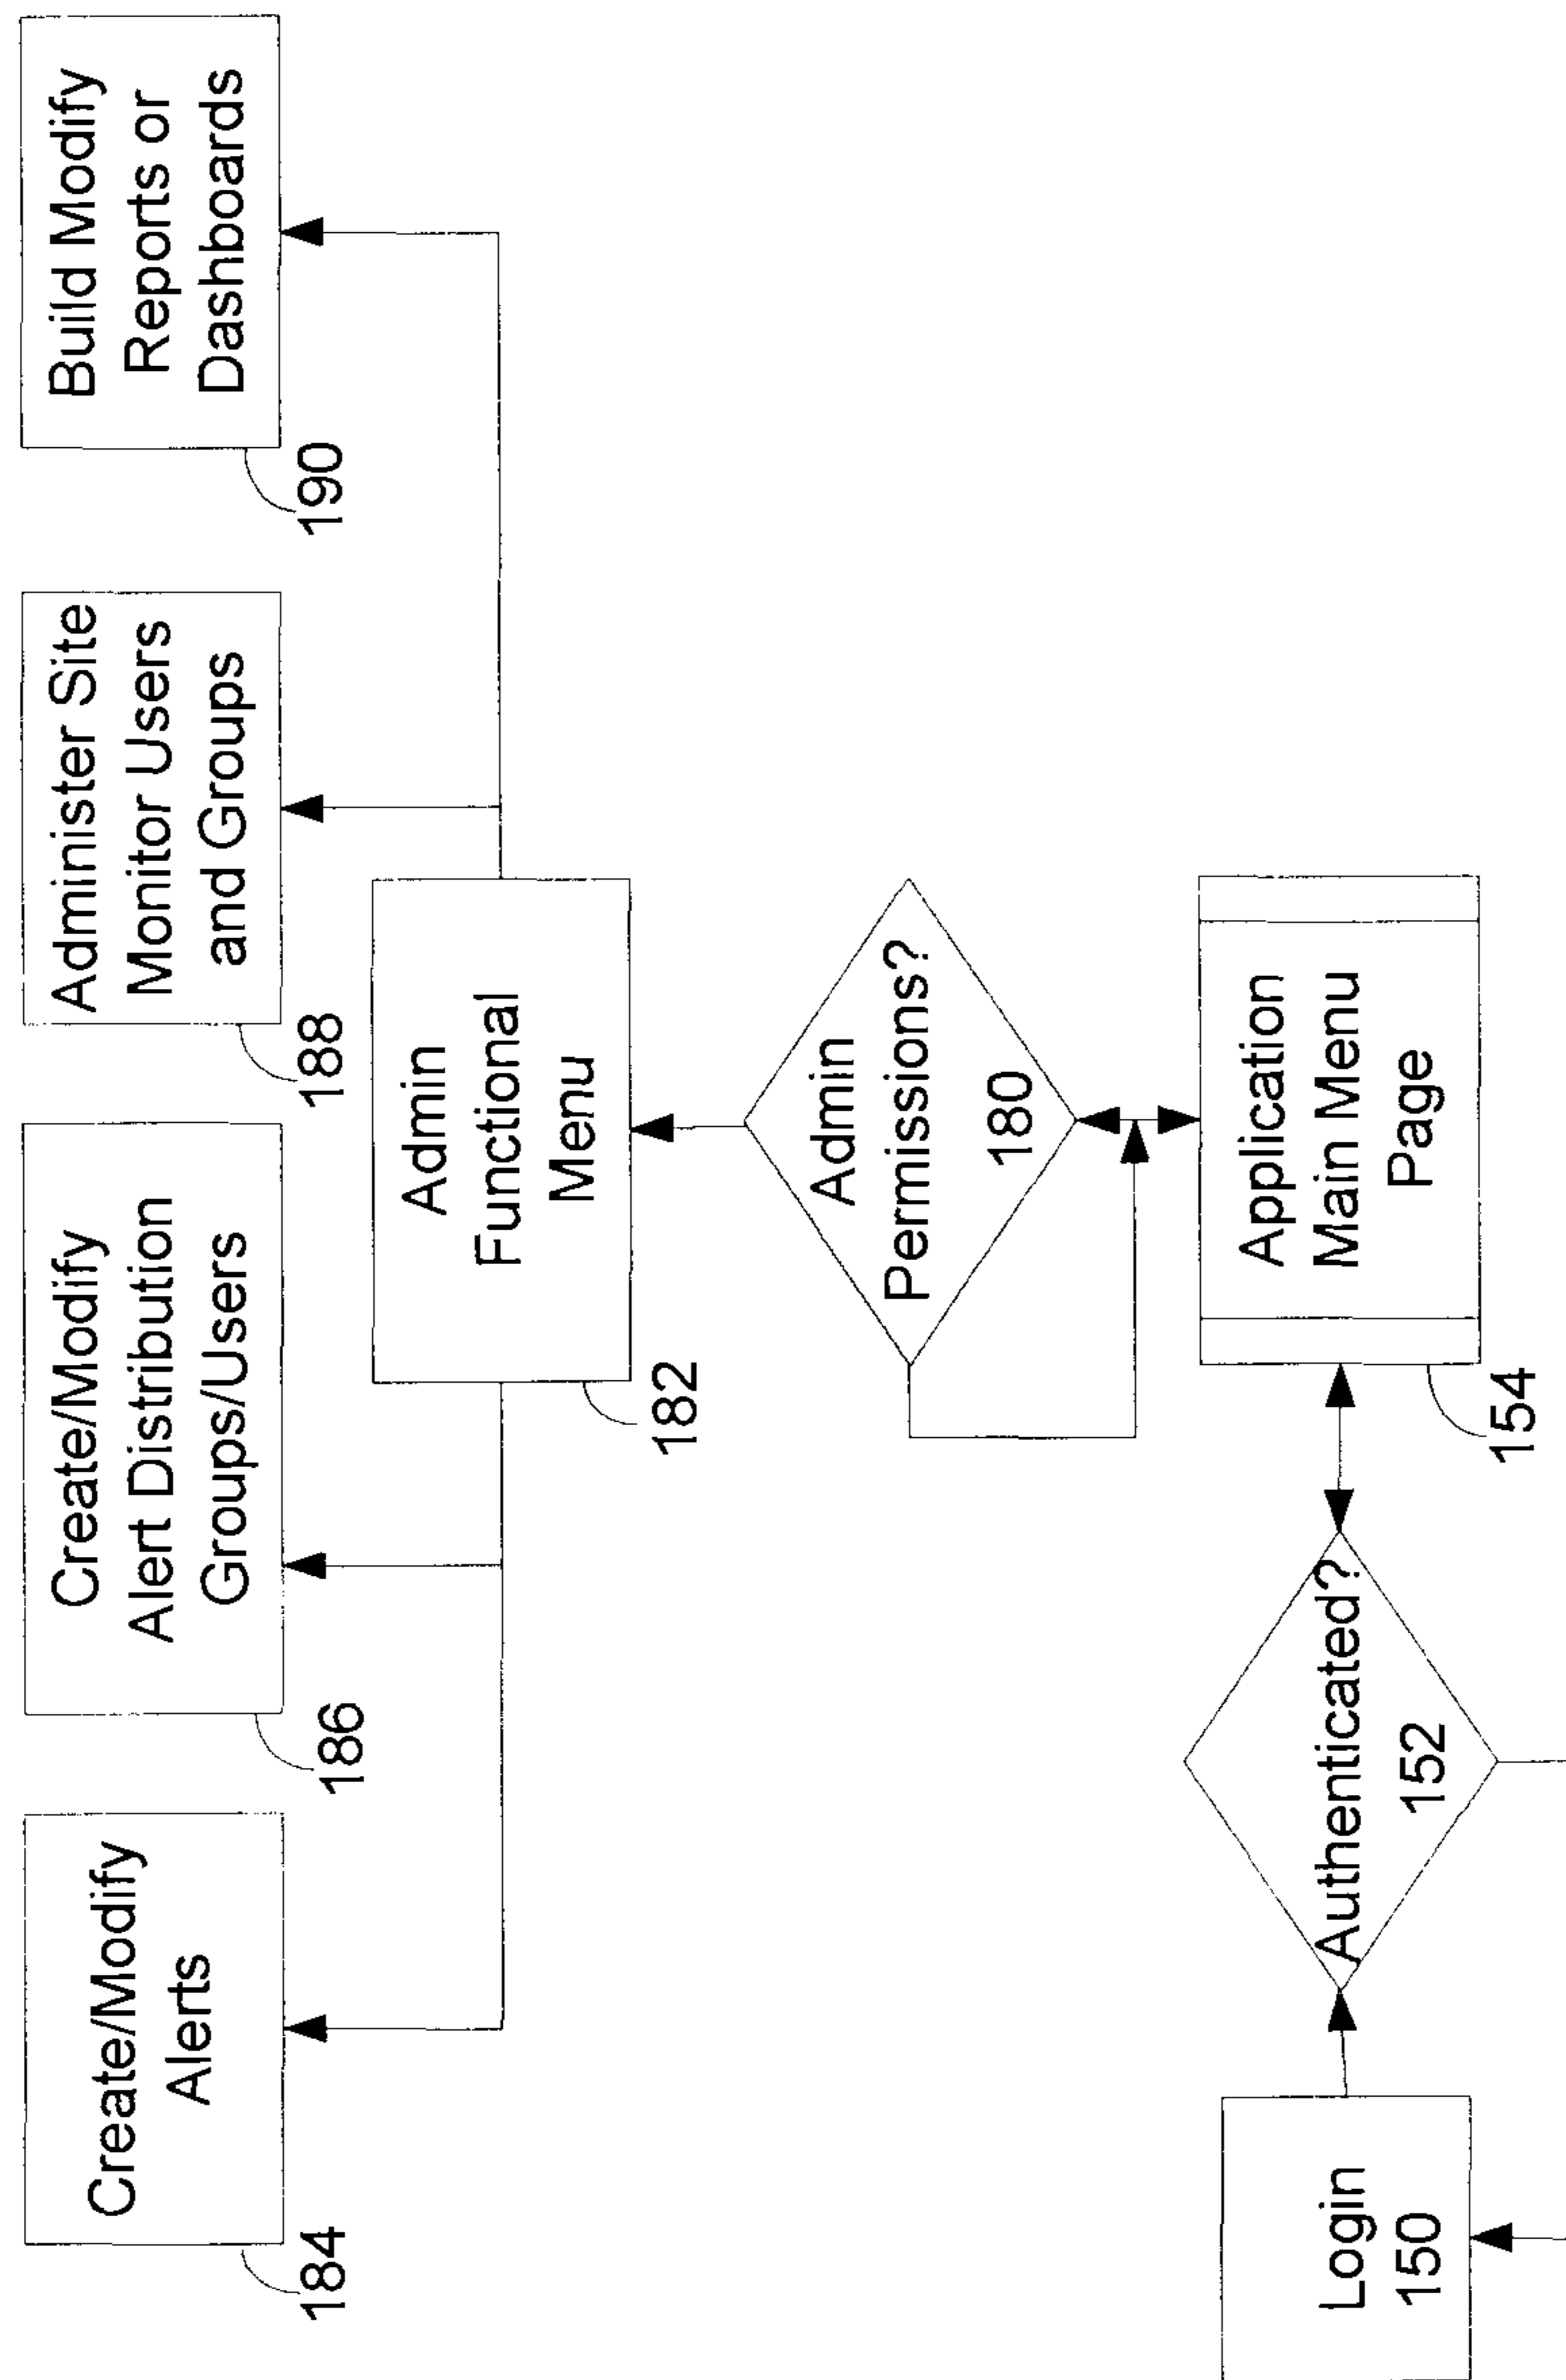 Create/Modify
Alerts
184
Create/Modify
Alert Distribution
Groups/Users
186
Administer Site
Monitor Users
and Groups
188
Build Modify
Reports or
Dashboards
190
Admin
Functional
Menu
182
Admin
Permissions?
180
Login
150
Authenticated?
152
Application
Main Menu
Page
154